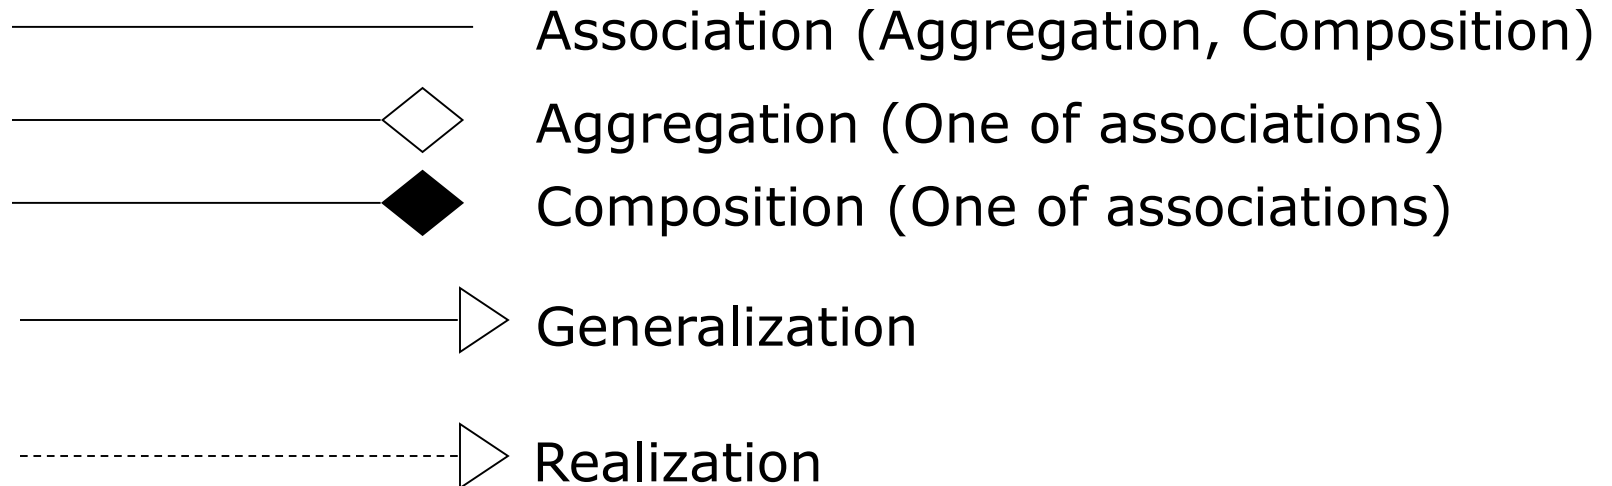 Association (Aggregation, Composition)
Aggregation (One of associations)
Composition (One of associations)
Generalization
Realization